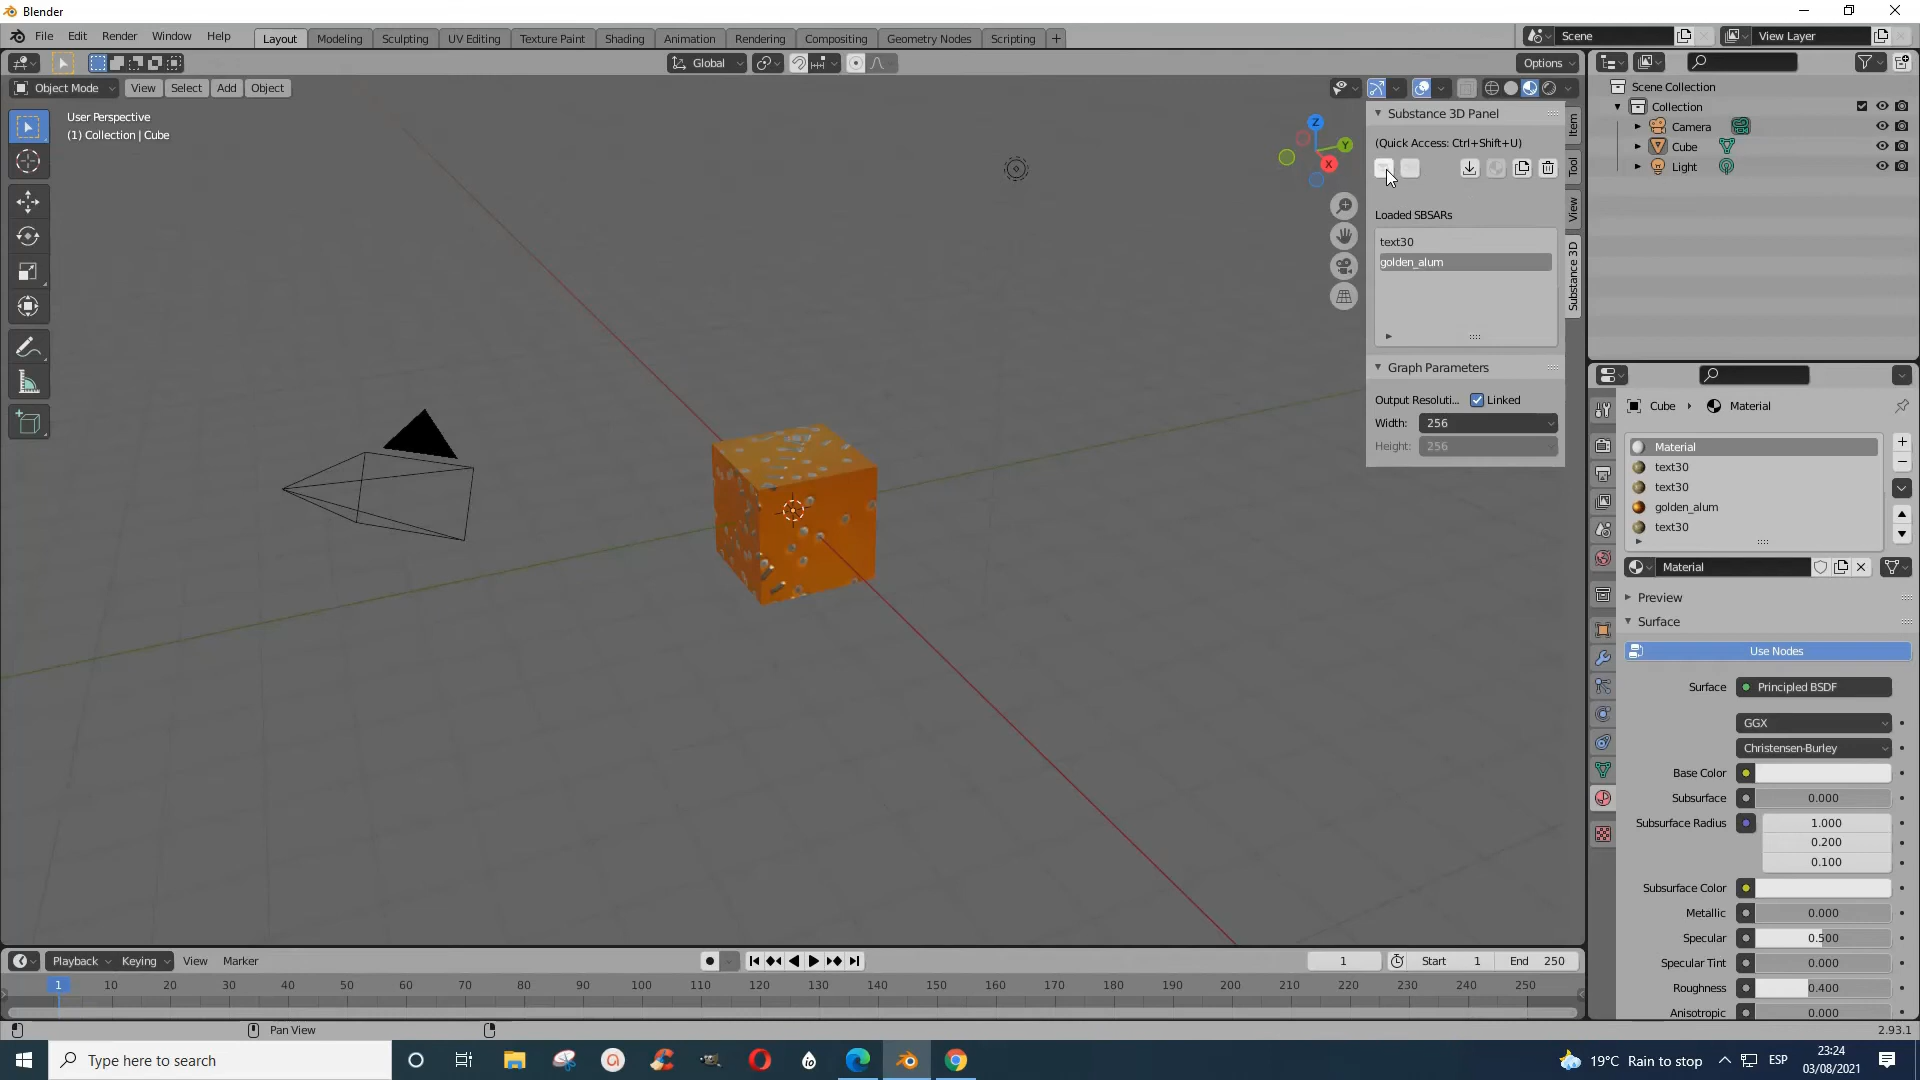 Blender
File Edit Render Window Help
Layout Modeling Sculpting UV Editing Texture Paint Shading Animation Rendering Compositing Geometry Nodes Scripting +
Scene View Layer
Global Options
Object Mode View Select Add Object
User Perspective
(1) Collection | Cube
Z
Y
X
Substance 3D Panel
(Quick Access: Ctrl+Shift+U)
Loaded SBSARs
text30
golden_alum
Graph Parameters
Output Resoluti... Linked
Width: 256
Height: 256
Item
Tool
View
Substance 3D
Scene Collection
Collection
Camera
Cube
Light
Cube Material
Material
text30
text30
golden_alum
text30
Material
Preview
Surface
Use Nodes
Surface Principled BSDF
GGX
Christensen-Burley
Base Color
Subsurface 0.000
Subsurface Radius 1.000
0.200
0.100
Subsurface Color
Metallic 0.000
Specular 0.500
Specular Tint 0.000
Roughness 0.400
Anisotropic 0.000
Playback Keying View Marker
1 Start 1 End 250
1 10 20 30 40 50 60 70 80 90 100 110 120 130 140 150 160 170 180 190 200 210 220 230 240 250
Pan View
2.93.1
Type here to search
19°C Rain to stop ESP
23:24
03/08/2021